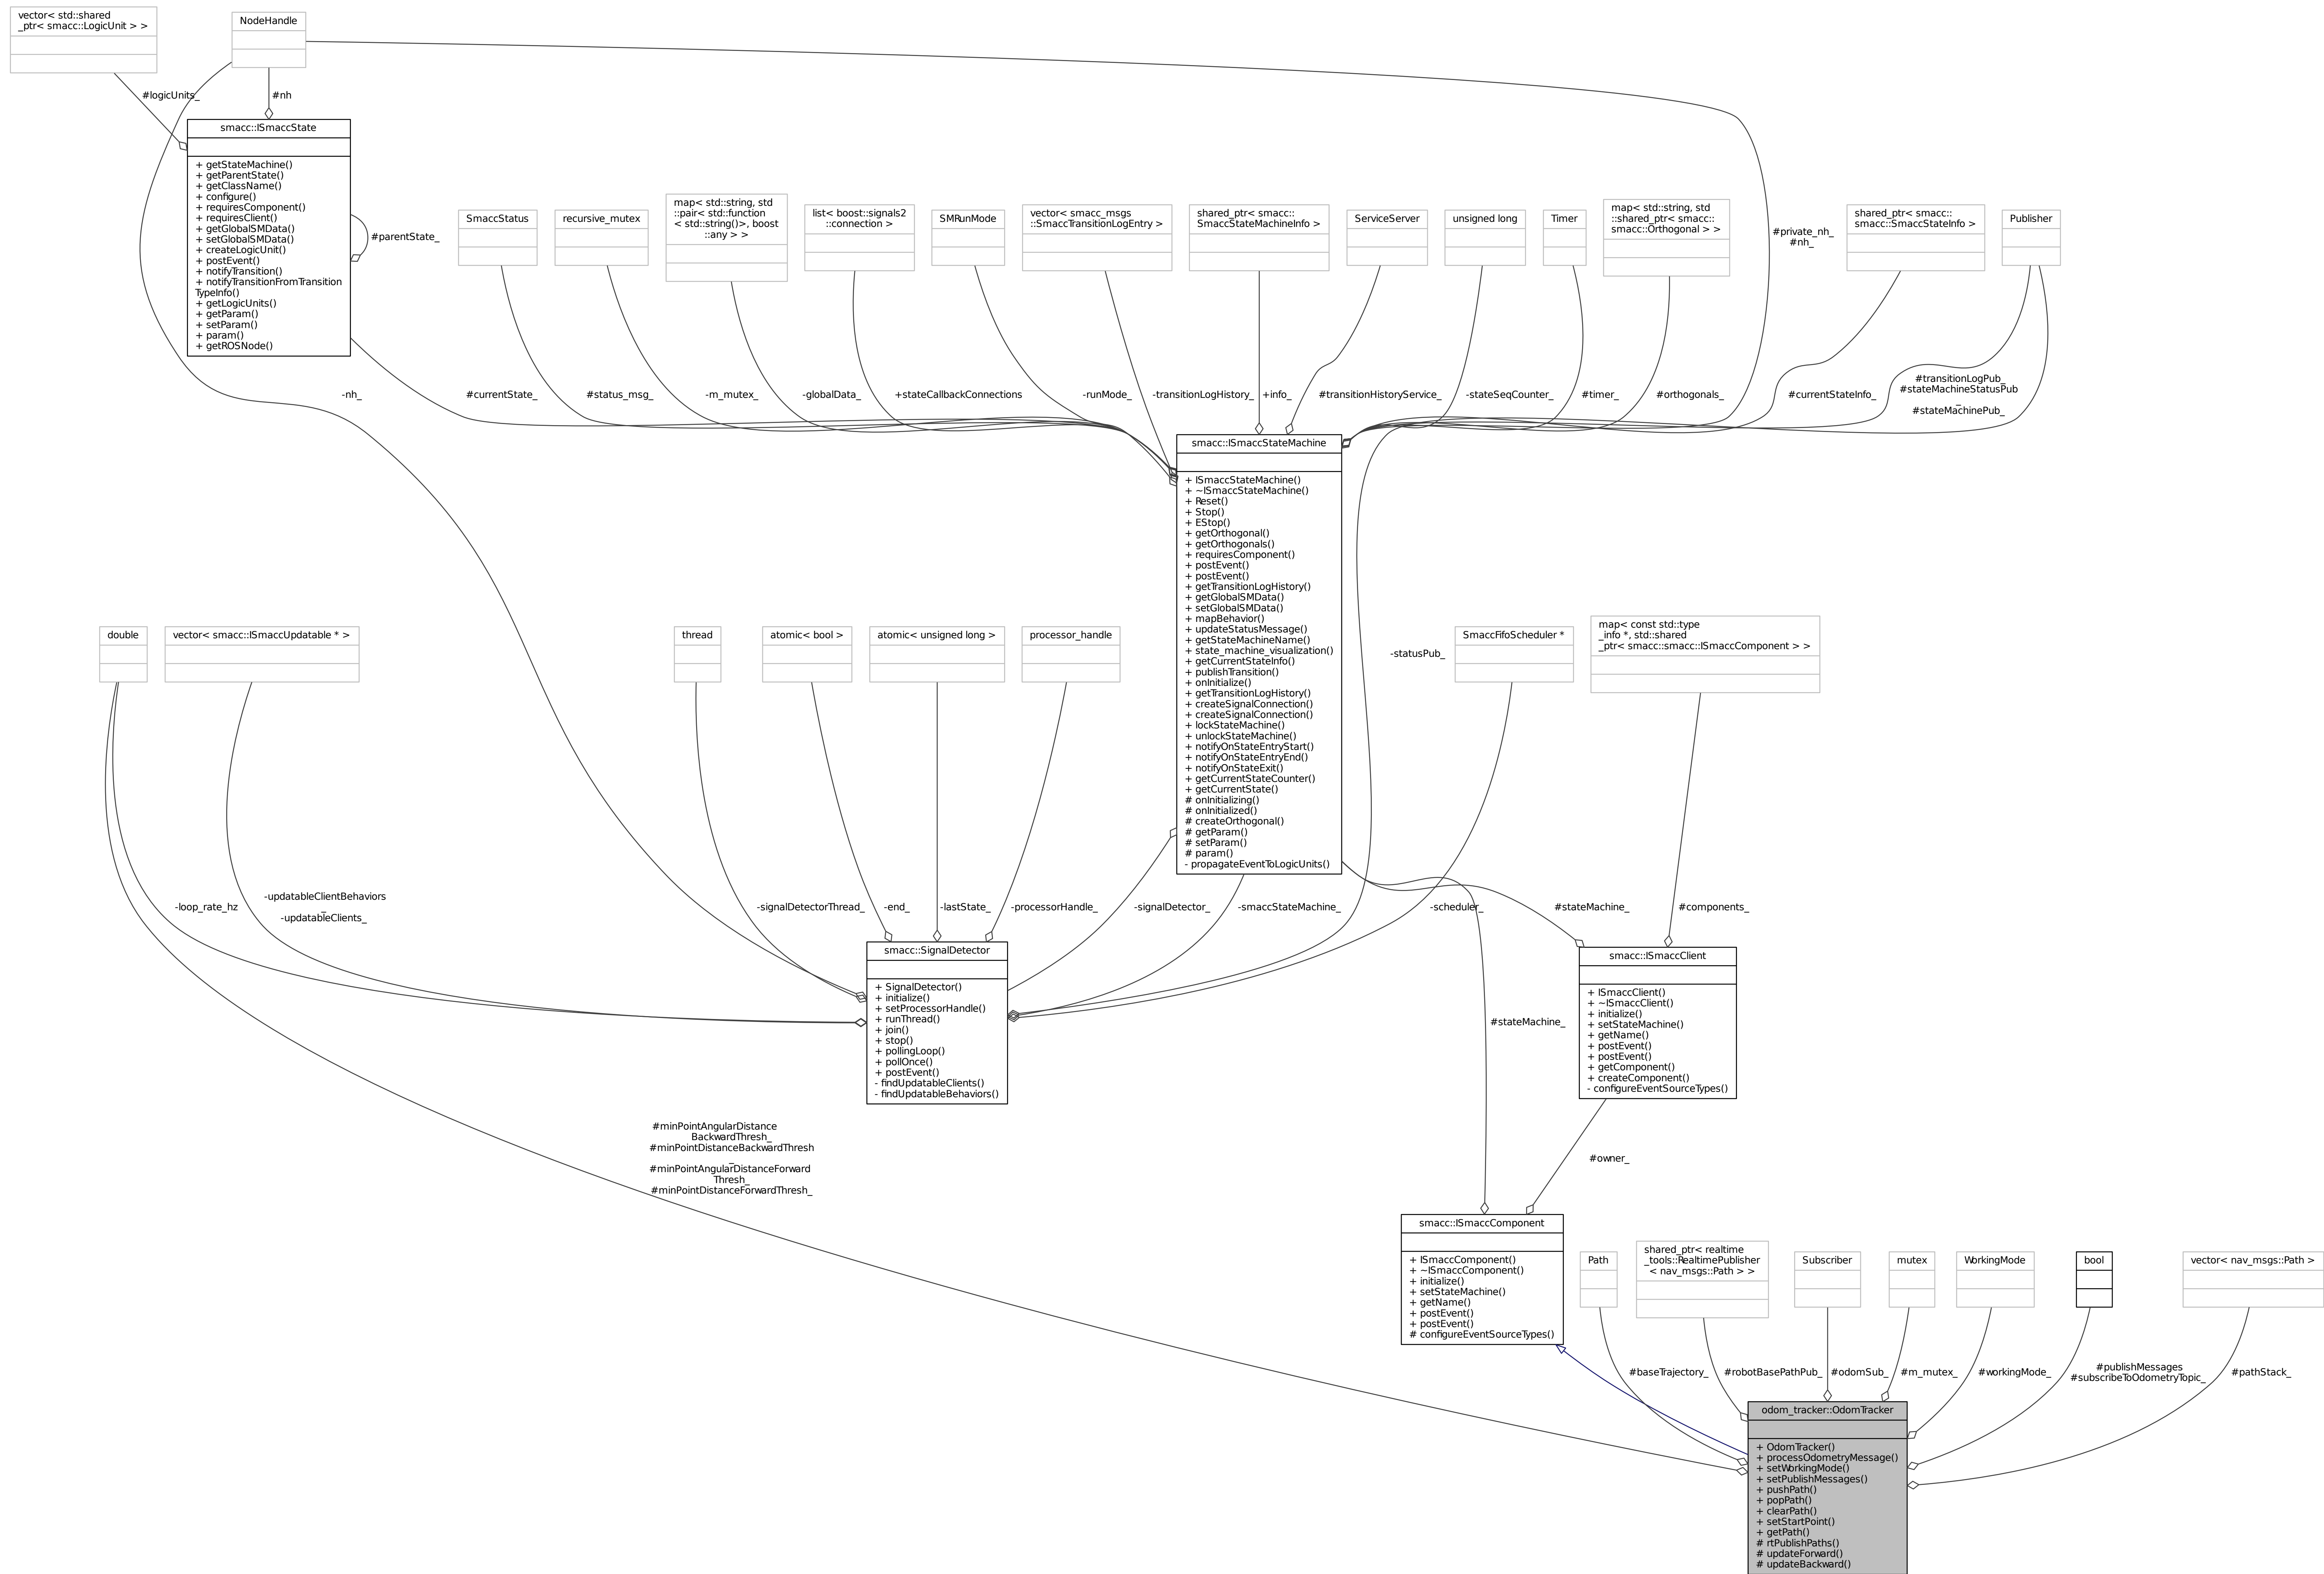 vector< std::shared
_ptr< smacc::LogicUnit > >
NodeHandle
#logicUnits_
#nh
smacc::ISmaccState
+ getStateMachine()
+ getParentState()
+ getClassName()
+ configure()
+ requiresComponent()
+ requiresClient()
+ getGlobalSMData()
+ setGlobalSMData()
+ createLogicUnit()
+ postEvent()
+ notifyTransition()
+ notifyTransitionFromTransition
TypeInfo()
+ getLogicUnits()
+ getParam()
+ setParam()
+ param()
+ getROSNode()
#parentState_
SmaccStatus
recursive_mutex
map< std::string, std
::pair< std::function
< std::string()>, boost
::any > >
list< boost::signals2
::connection >
SMRunMode
vector< smacc_msgs
::SmaccTransitionLogEntry >
shared_ptr< smacc::
SmaccStateMachineInfo >
ServiceServer
unsigned long
Timer
map< std::string, std
::shared_ptr< smacc::
smacc::Orthogonal > >
#private_nh_
#nh_
shared_ptr< smacc::
smacc::SmaccStateInfo >
Publisher
-nh_
#currentState_
#status_msg_
-m_mutex_
-globalData_
+stateCallbackConnections
-runMode_
-transitionLogHistory_
+info_
#transitionHistoryService_
-stateSeqCounter_
#timer_
#orthogonals_
#currentStateInfo_
#transitionLogPub_
#stateMachineStatusPub
_
#stateMachinePub_
smacc::ISmaccStateMachine
+ ISmaccStateMachine()
+ ~ISmaccStateMachine()
+ Reset()
+ Stop()
+ EStop()
+ getOrthogonal()
+ getOrthogonals()
+ requiresComponent()
+ postEvent()
+ postEvent()
+ getTransitionLogHistory()
+ getGlobalSMData()
+ setGlobalSMData()
+ mapBehavior()
+ updateStatusMessage()
+ getStateMachineName()
+ state_machine_visualization()
+ getCurrentStateInfo()
+ publishTransition()
+ onInitialize()
+ getTransitionLogHistory()
+ createSignalConnection()
+ createSignalConnection()
+ lockStateMachine()
+ unlockStateMachine()
+ notifyOnStateEntryStart()
+ notifyOnStateEntryEnd()
+ notifyOnStateExit()
+ getCurrentStateCounter()
+ getCurrentState()
# onInitializing()
# onInitialized()
# createOrthogonal()
# getParam()
# setParam()
# param()
- propagateEventToLogicUnits()
double
vector< smacc::ISmaccUpdatable * >
thread
atomic< bool >
atomic< unsigned long >
processor_handle
-statusPub_
SmaccFifoScheduler *
map< const std::type
_info *, std::shared
_ptr< smacc::smacc::ISmaccComponent > >
-loop_rate_hz
-updatableClientBehaviors
_
-updatableClients_
-signalDetectorThread_
-end_
-lastState_
-processorHandle_
-signalDetector_
-smaccStateMachine_
-scheduler_
#stateMachine_
#components_
smacc::SignalDetector
+ SignalDetector()
+ initialize()
+ setProcessorHandle()
+ runThread()
+ join()
+ stop()
+ pollingLoop()
+ pollOnce()
+ postEvent()
- findUpdatableClients()
- findUpdatableBehaviors()
smacc::ISmaccClient
+ ISmaccClient()
+ ~ISmaccClient()
+ initialize()
+ setStateMachine()
+ getName()
+ postEvent()
+ postEvent()
+ getComponent()
+ createComponent()
- configureEventSourceTypes()
#stateMachine_
#minPointAngularDistance
BackwardThresh_
#minPointDistanceBackwardThresh
_
#minPointAngularDistanceForward
Thresh_
#minPointDistanceForwardThresh_
#owner_
smacc::ISmaccComponent
+ ISmaccComponent()
+ ~ISmaccComponent()
+ initialize()
+ setStateMachine()
+ getName()
+ postEvent()
+ postEvent()
# configureEventSourceTypes()
Path
shared_ptr< realtime
_tools::RealtimePublisher
< nav_msgs::Path > >
Subscriber
mutex
WorkingMode
bool
vector< nav_msgs::Path >
#baseTrajectory_
#robotBasePathPub_
#odomSub_
#m_mutex_
#workingMode_
#publishMessages
#subscribeToOdometryTopic_
#pathStack_
odom_tracker::OdomTracker
+ OdomTracker()
+ processOdometryMessage()
+ setWorkingMode()
+ setPublishMessages()
+ pushPath()
+ popPath()
+ clearPath()
+ setStartPoint()
+ getPath()
# rtPublishPaths()
# updateForward()
# updateBackward()